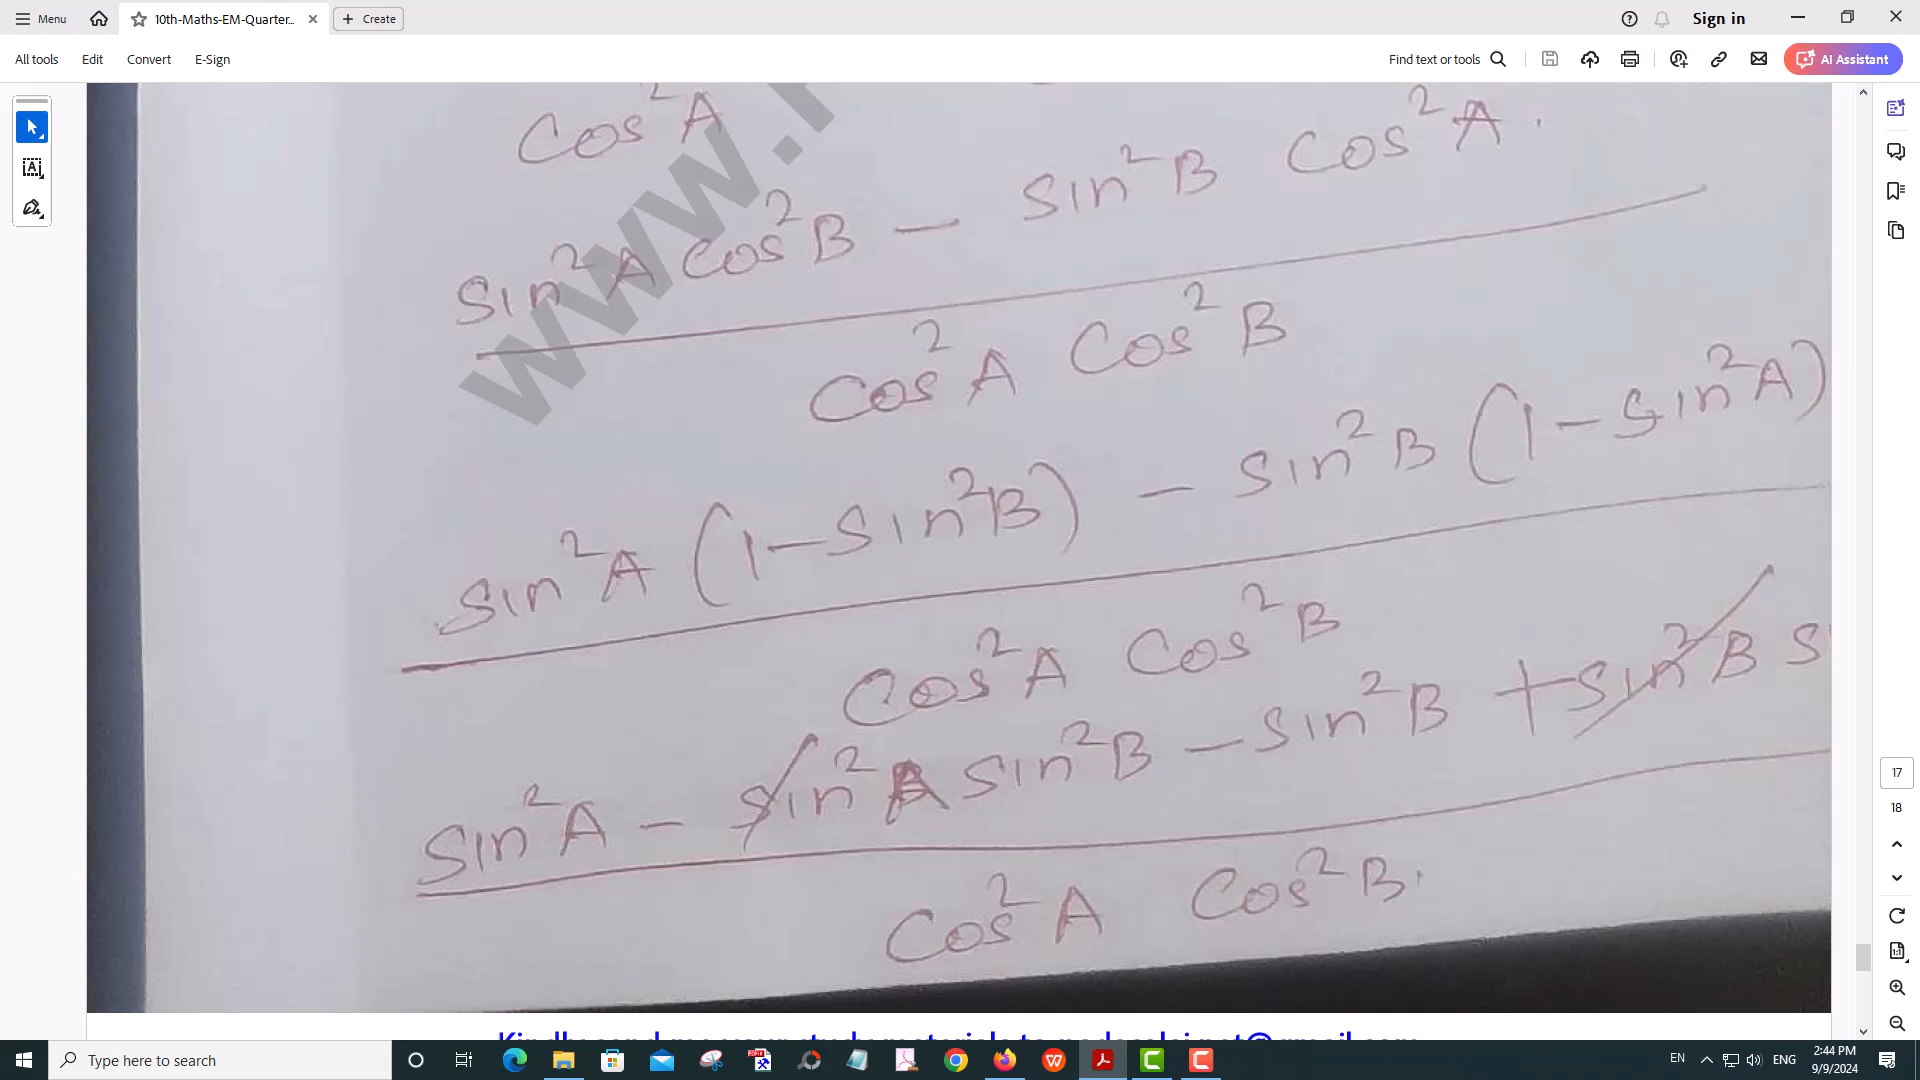 Menu
10th-Maths-EM-Quarter...
Create
Sign in
All tools
Edit
Convert
E-Sign
Find text or tools
AI Assistant
Cos²A
Sin²A Cos²B - Sin²B Cos²A.
Cos²A Cos²B
Sin²A (1-Sin²B) - Sin²B (1-Sin²A)
Cos²A Cos²B
Sin²A - Sin²A Sin²B - Sin²B + Sin²B S
Cos²A Cos²B.
www.
17
18
Type here to search
EN
ENG
2:44 PM
9/9/2024